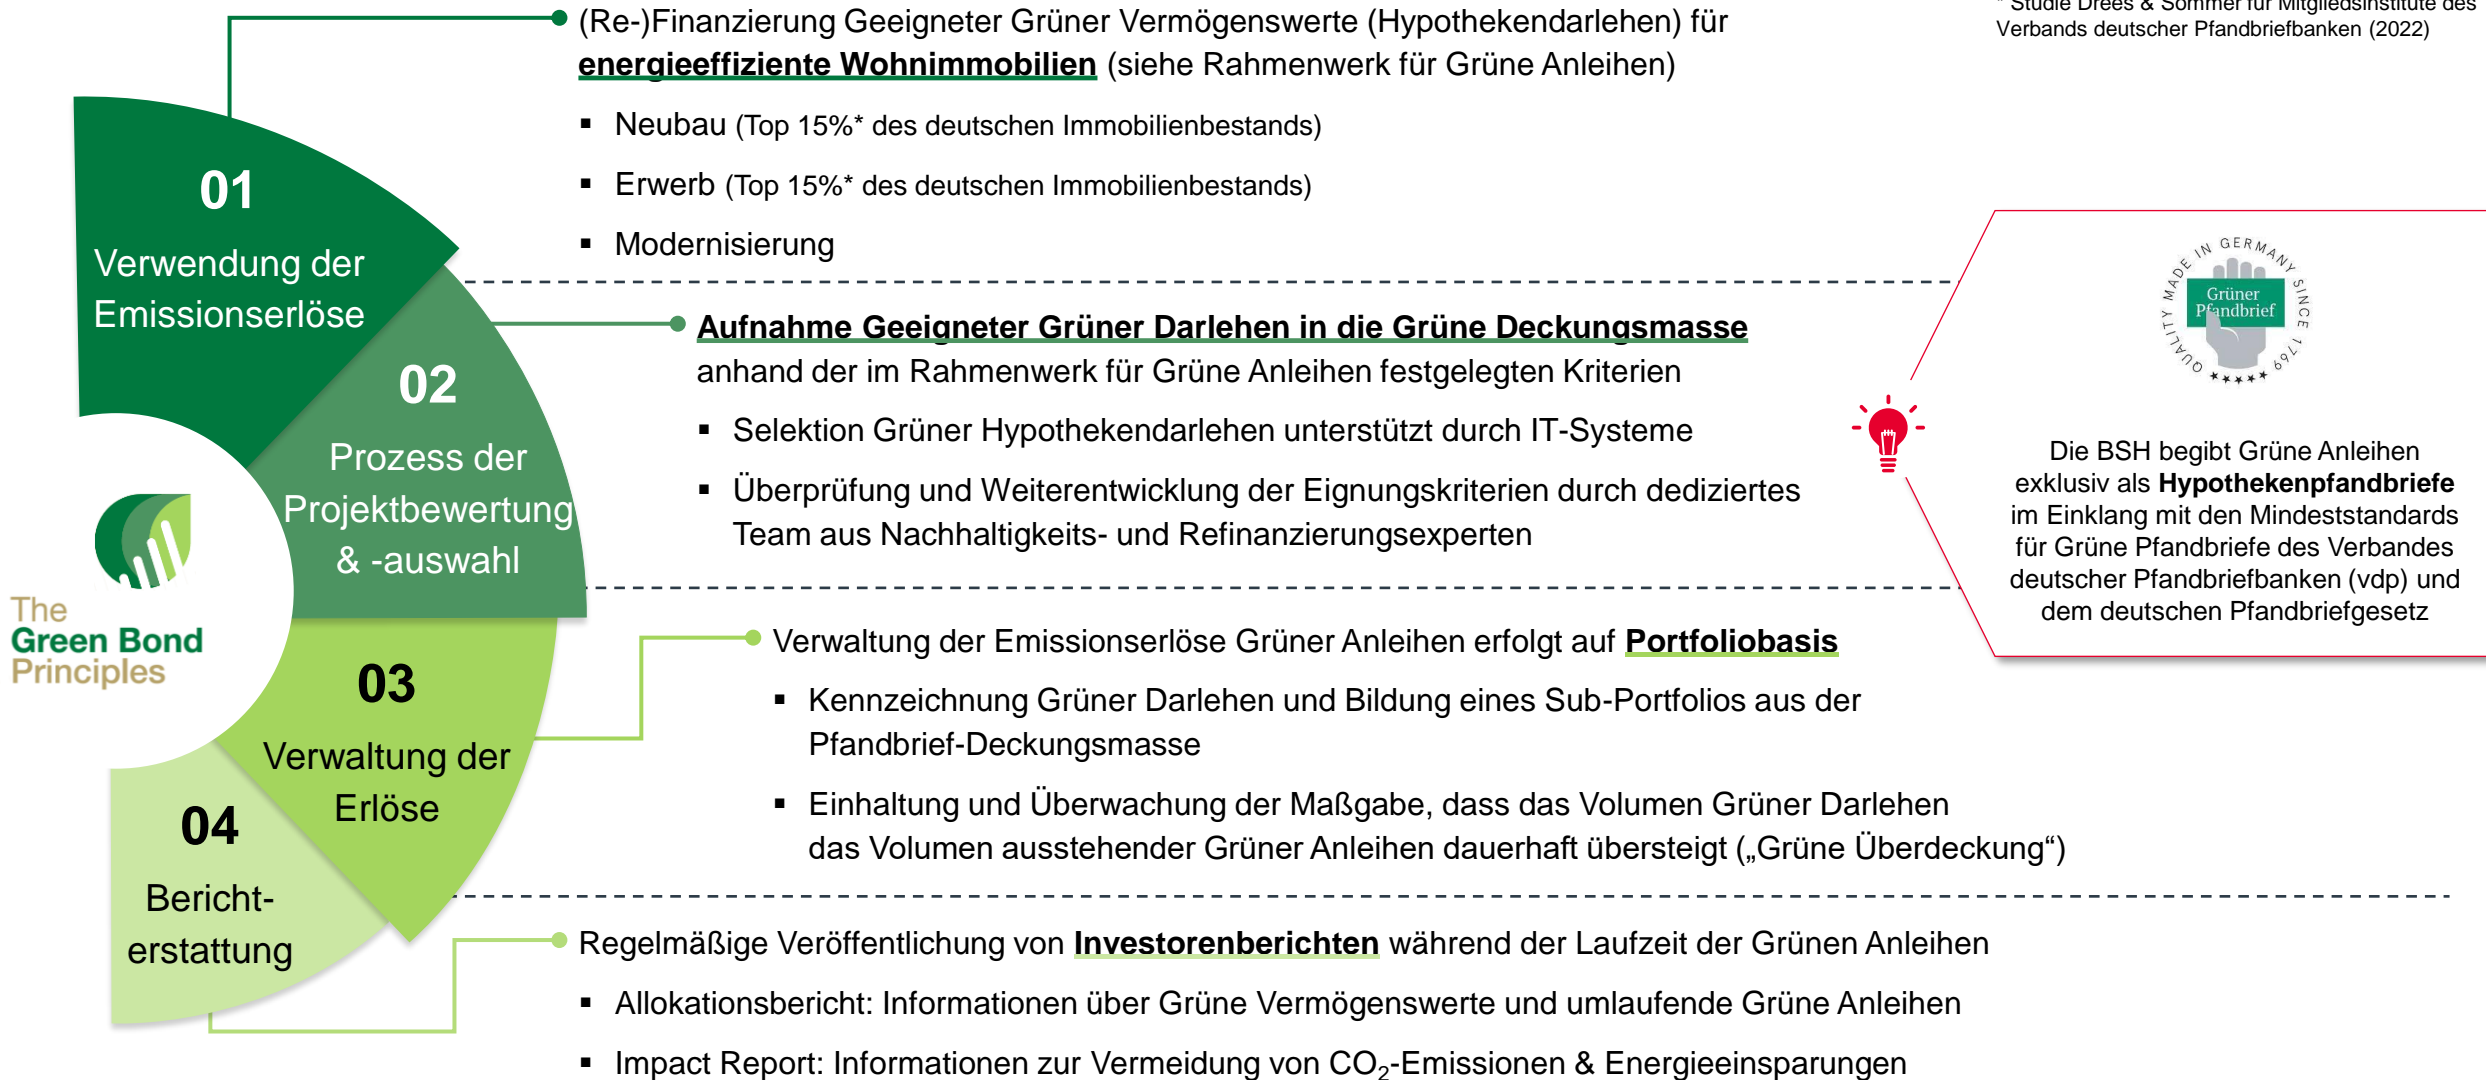 (Re-)Finanzierung Geeigneter Grüner Vermögenswerte (Hypothekendarlehen) für
energieeffiziente Wohnimmobilien (siehe Rahmenwerk für Grüne Anleihen)
▪ Neubau (Top 15%* des deutschen Immobilienbestands)
▪ Erwerb (Top 15%* des deutschen Immobilienbestands)
▪ Modernisierung
* Studie Drees & Sommer für Mitgliedsinstitute des
Verbands deutscher Pfandbriefbanken (2022)
01
Verwendung der
Emissionserlöse
Aufnahme Geeigneter Grüner Darlehen in die Grüne Deckungsmasse
anhand der im Rahmenwerk für Grüne Anleihen festgelegten Kriterien
▪ Selektion Grüner Hypothekendarlehen unterstützt durch IT-Systeme
▪ Überprüfung und Weiterentwicklung der Eignungskriterien durch dediziertes
Team aus Nachhaltigkeits- und Refinanzierungsexperten
02
Prozess der
Projektbewertung
& -auswahl
The
Green Bond
Principles
QUALITY MADE IN GERMANY SINCE 1769
Grüner
Pfandbrief
Die BSH begibt Grüne Anleihen
exklusiv als Hypothekenpfandbriefe
im Einklang mit den Mindeststandards
für Grüne Pfandbriefe des Verbandes
deutscher Pfandbriefbanken (vdp) und
dem deutschen Pfandbriefgesetz
03
Verwaltung der
Erlöse
Verwaltung der Emissionserlöse Grüner Anleihen erfolgt auf Portfoliobasis
▪ Kennzeichnung Grüner Darlehen und Bildung eines Sub-Portfolios aus der
Pfandbrief-Deckungsmasse
▪ Einhaltung und Überwachung der Maßgabe, dass das Volumen Grüner Darlehen
das Volumen ausstehender Grüner Anleihen dauerhaft übersteigt („Grüne Überdeckung“)
04
Bericht-
erstattung
Regelmäßige Veröffentlichung von Investorenberichten während der Laufzeit der Grünen Anleihen
▪ Allokationsbericht: Informationen über Grüne Vermögenswerte und umlaufende Grüne Anleihen
▪ Impact Report: Informationen zur Vermeidung von CO₂-Emissionen & Energieeinsparungen